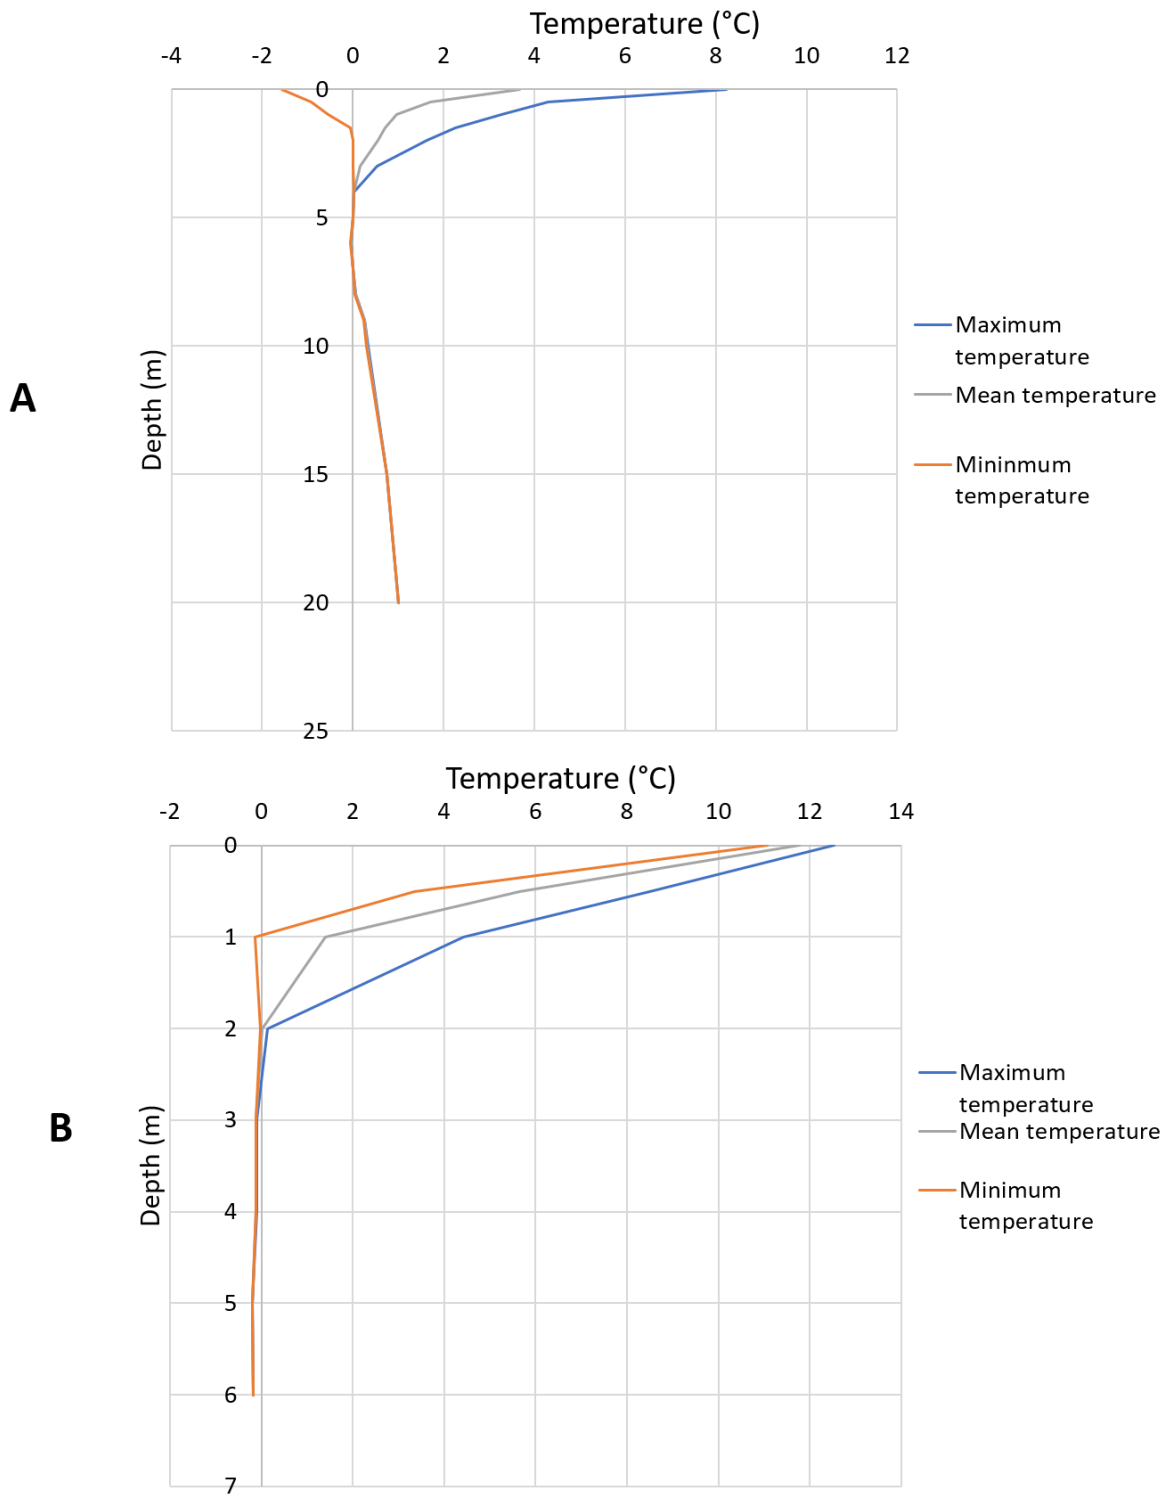 Temperature (°C)
-4 -2 0 2 4 6 8 10 12
0
5
10
15
20
25
Depth (m)
A
Maximum
temperature
Mean temperature
Mininmum
temperature
Temperature (°C)
-2 0 2 4 6 8 10 12 14
0
1
2
3
4
5
6
7
Depth (m)
B
Maximum
temperature
Mean temperature
Minimum
temperature